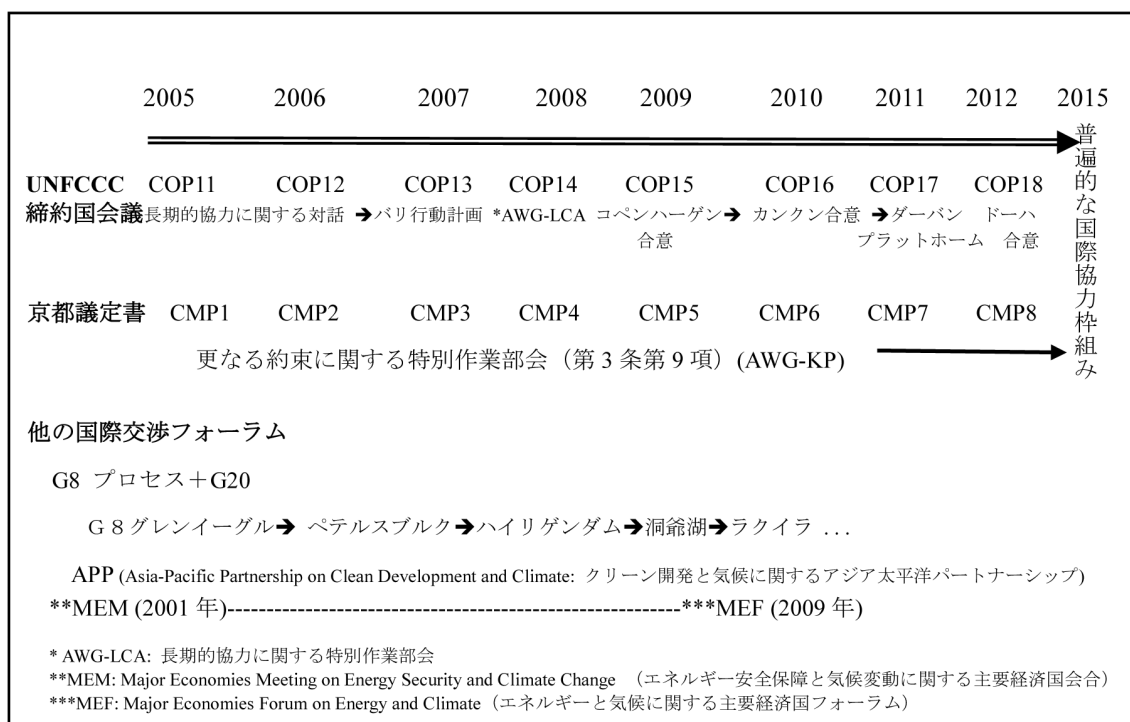 2005 2006 2007 2008 2009 2010 2011 2012 2015
UNFCCC COP11 COP12 COP13 COP14 COP15 COP16 COP17 COP18
締約国会議 長期的協力に関する対話 ➔バリ行動計画 *AWG-LCA コペンハーゲン➔ カンクン合意 ➔ダーバン ドーハ
合意 プラットホーム 合意
普遍的な国際協力枠組み
京都議定書 CMP1 CMP2 CMP3 CMP4 CMP5 CMP6 CMP7 CMP8
更なる約束に関する特別作業部会（第3条第9項）(AWG-KP)
他の国際交渉フォーラム
G8 プロセス＋G20
Ｇ８グレンイーグル➔ ペテルスブルク➔ハイリゲンダム➔洞爺湖➔ラクイラ ...
APP (Asia-Pacific Partnership on Clean Development and Climate: クリーン開発と気候に関するアジア太平洋パートナーシップ)
**MEM (2001 年)------------------------------------------------------------***MEF (2009 年)
* AWG-LCA: 長期的協力に関する特別作業部会
**MEM: Major Economies Meeting on Energy Security and Climate Change （エネルギー安全保障と気候変動に関する主要経済国会合）
***MEF: Major Economies Forum on Energy and Climate（エネルギーと気候に関する主要経済国フォーラム）